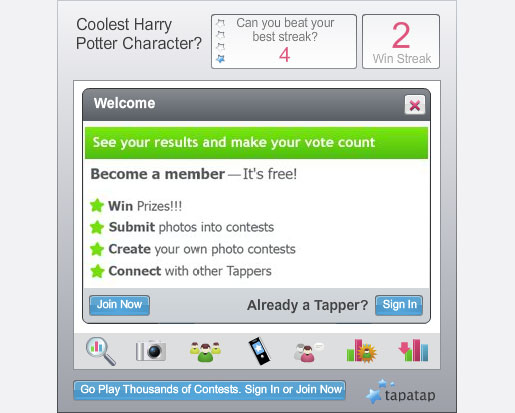 Coolest Harry
Potter Character?
Can you beat your
best streak?
4
2
Win Streak
Welcome
See your results and make your vote count
Become a member — It's free!
Win Prizes!!!
Submit photos into contests
Create your own photo contests
Connect with other Tappers
Join Now
Already a Tapper?
Sign In
Go Play Thousands of Contests. Sign In or Join Now
tapatap